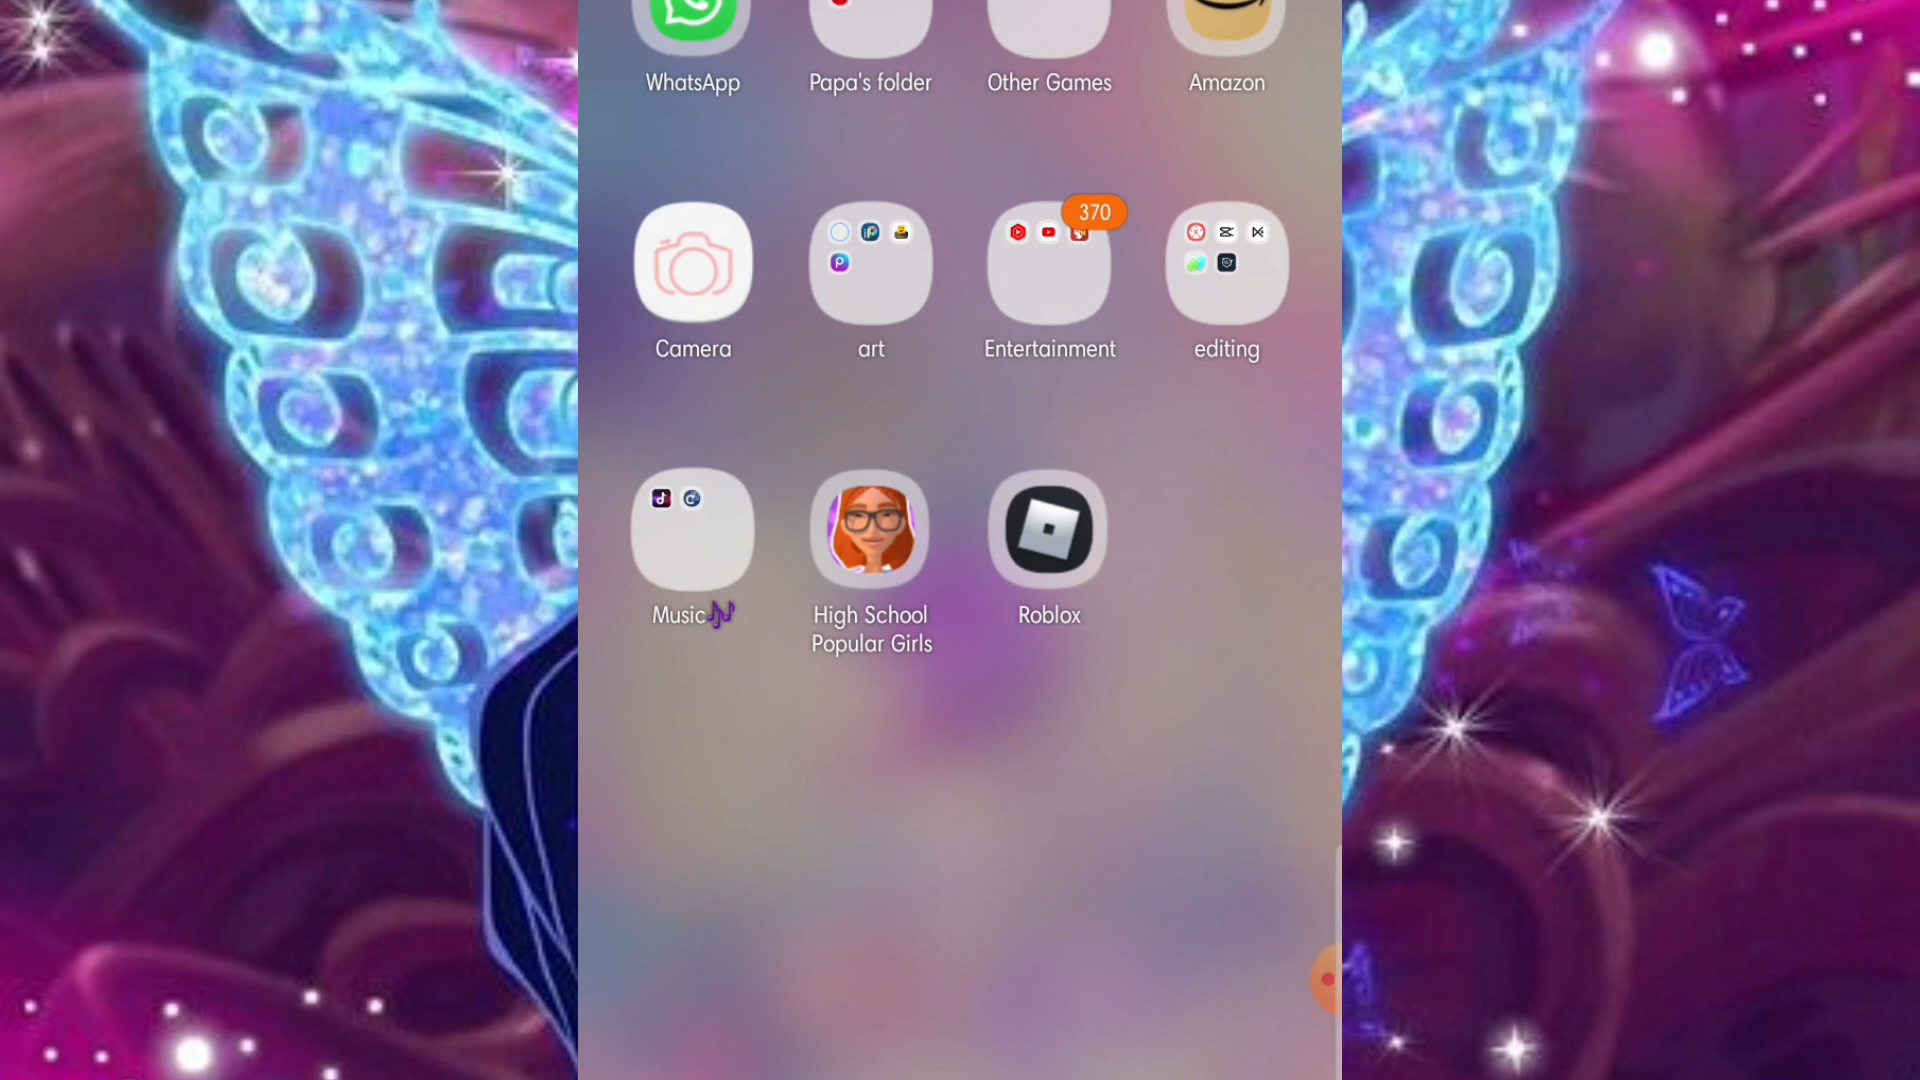 WhatsApp
Papa's folder
Other Games
Amazon
370
Camera
art
Entertainment
editing
Music🎶
High School
Popular Girls
Roblox